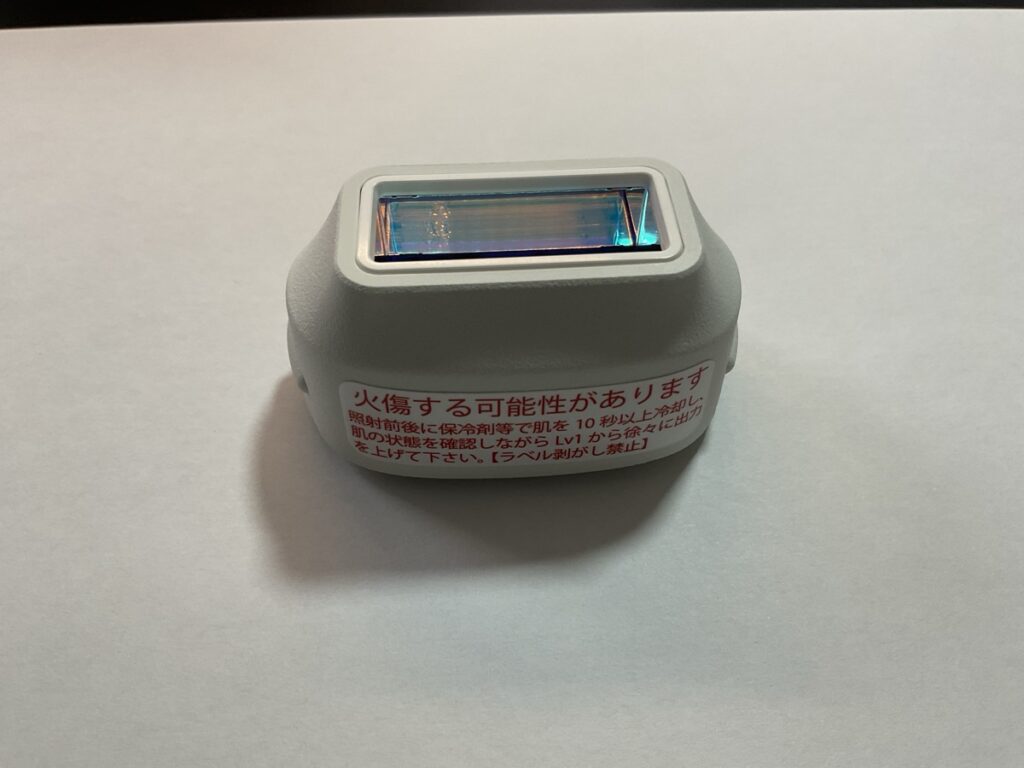 火傷する可能性があります
照射前後に保冷剤等で肌を 10 秒以上冷却し、
肌の状態を確認しながら Lv1 から徐々に出力
を上げて下さい。【ラベル剥がし禁止】